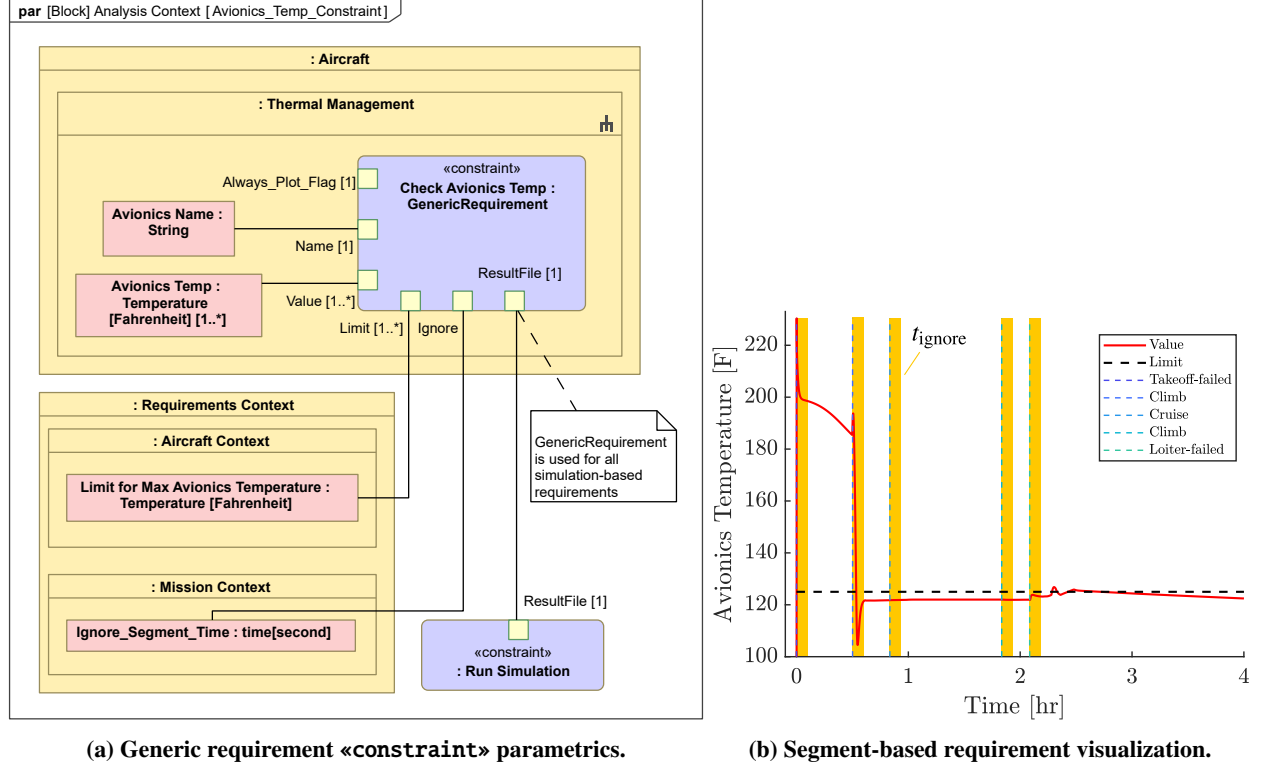 par [Block] Analysis Context [ Avionics_Temp_Constraint ]
: Aircraft
: Thermal Management
«constraint»
Check Avionics Temp :
GenericRequirement
Always_Plot_Flag [1]
Avionics Name :
String
Name [1]
Avionics Temp :
Temperature
[Fahrenheit] [1..*]
Value [1..*]
ResultFile [1]
Limit [1..*]
Ignore
: Requirements Context
: Aircraft Context
Limit for Max Avionics Temperature :
Temperature [Fahrenheit]
GenericRequirement
is used for all
simulation-based
requirements
: Mission Context
Ignore_Segment_Time : time[second]
ResultFile [1]
«constraint»
: Run Simulation
(a) Generic requirement «constraint» parametrics.
Avionics Temperature [F]
220
200
180
160
140
120
100
tignore
Value
Limit
Takeoff-failed
Climb
Cruise
Climb
Loiter-failed
0 1 2 3 4
Time [hr]
(b) Segment-based requirement visualization.